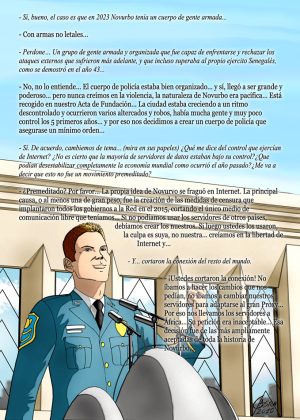 - Sí, bueno, el caso es que en 2023 Novurbo tenía un cuerpo de gente armada...
- Con armas no letales...
- Perdone... Un grupo de gente armada y organizada que fue capaz de enfrentarse y rechazar los
ataques externos que sufrieron más adelante, y que incluso superaba al propio ejercito Senegalés,
como se demostró en el año 43...
- No, no lo entiende... El cuerpo de policía estaba bien organizado... y sí, llegó a ser grande y
poderoso... pero nunca creímos en la violencia, la naturaleza de Novurbo era pacífica... Está
recogido en nuestro Acta de Fundación... La ciudad estaba creciendo a un ritmo
descontrolado y ocurrieron varios altercados y robos, había mucha gente y muy poco
control los 5 primeros años... y por eso nos decidimos a crear un cuerpo de policía que
asegurase un mínimo orden...
- Sí. De acuerdo, cambiemos de tema... (mira en sus papeles) ¿Qué me dice del control que ejercían
de Internet? ¿No es cierto que la mayoría de servidores de datos estaban bajo su control? ¿Que
podían desestabilizar completamente la economía mundial como ocurrió el año pasado? ¿Me va a
decir que esto no fue un movimiento premeditado?
- ¿Premeditado? Por favor... La propia idea de Novurvo se fraguó en Internet. La principal
causa, o al menos una de gran peso, fue la creación de las medidas de censura que
implantaron todos los gobiernos a la Red en el 2015, cortando el único medio de
comunicación libre que teníamos... Si no podíamos usar los servidores de otros países,
debíamos crear los nuestros. Si luego ustedes los usaron,
la culpa es suya, no nuestra... creíamos en la libertad de
Internet y...
- Y... cortaron la conexión del resto del mundo.
- ¡Ustedes cortaron la conexión! No
íbamos a hacer los cambios que nos
pedían, no íbamos a cambiar nuestros
servidores para adaptarse al gran Proxy...
Por eso nos llevamos los servidores a
África... Su petición era inaceptable... Esa
decisión fue de las más ampliamente
aceptadas de toda la historia de
Novurbo...